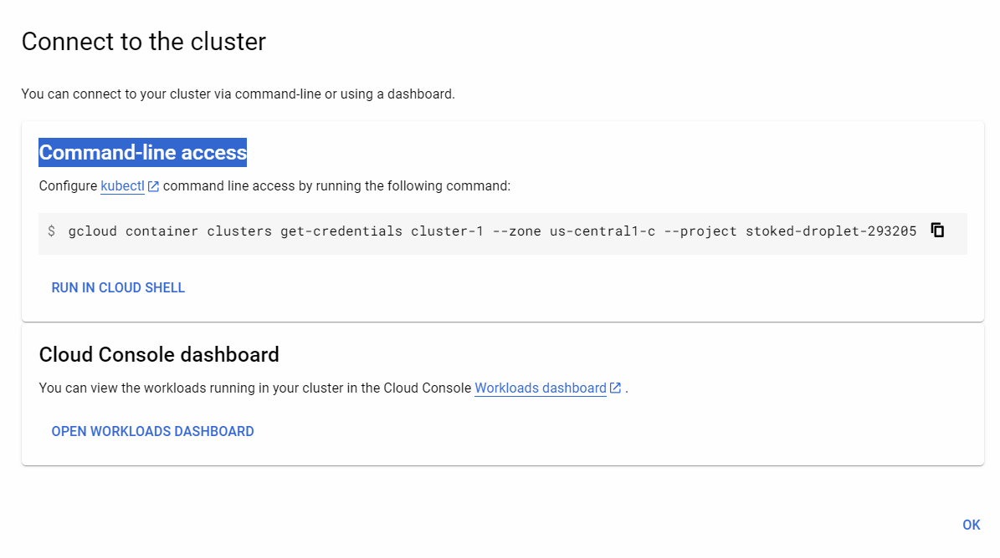 Connect to the cluster
You can connect to your cluster via command-line or using a dashboard.
Command-line access
Configure kubectl command line access by running the following command:
$ gcloud container clusters get-credentials cluster-1 --zone us-central1-c --project stoked-droplet-293205
RUN IN CLOUD SHELL
Cloud Console dashboard
You can view the workloads running in your cluster in the Cloud Console Workloads dashboard .
OPEN WORKLOADS DASHBOARD
OK